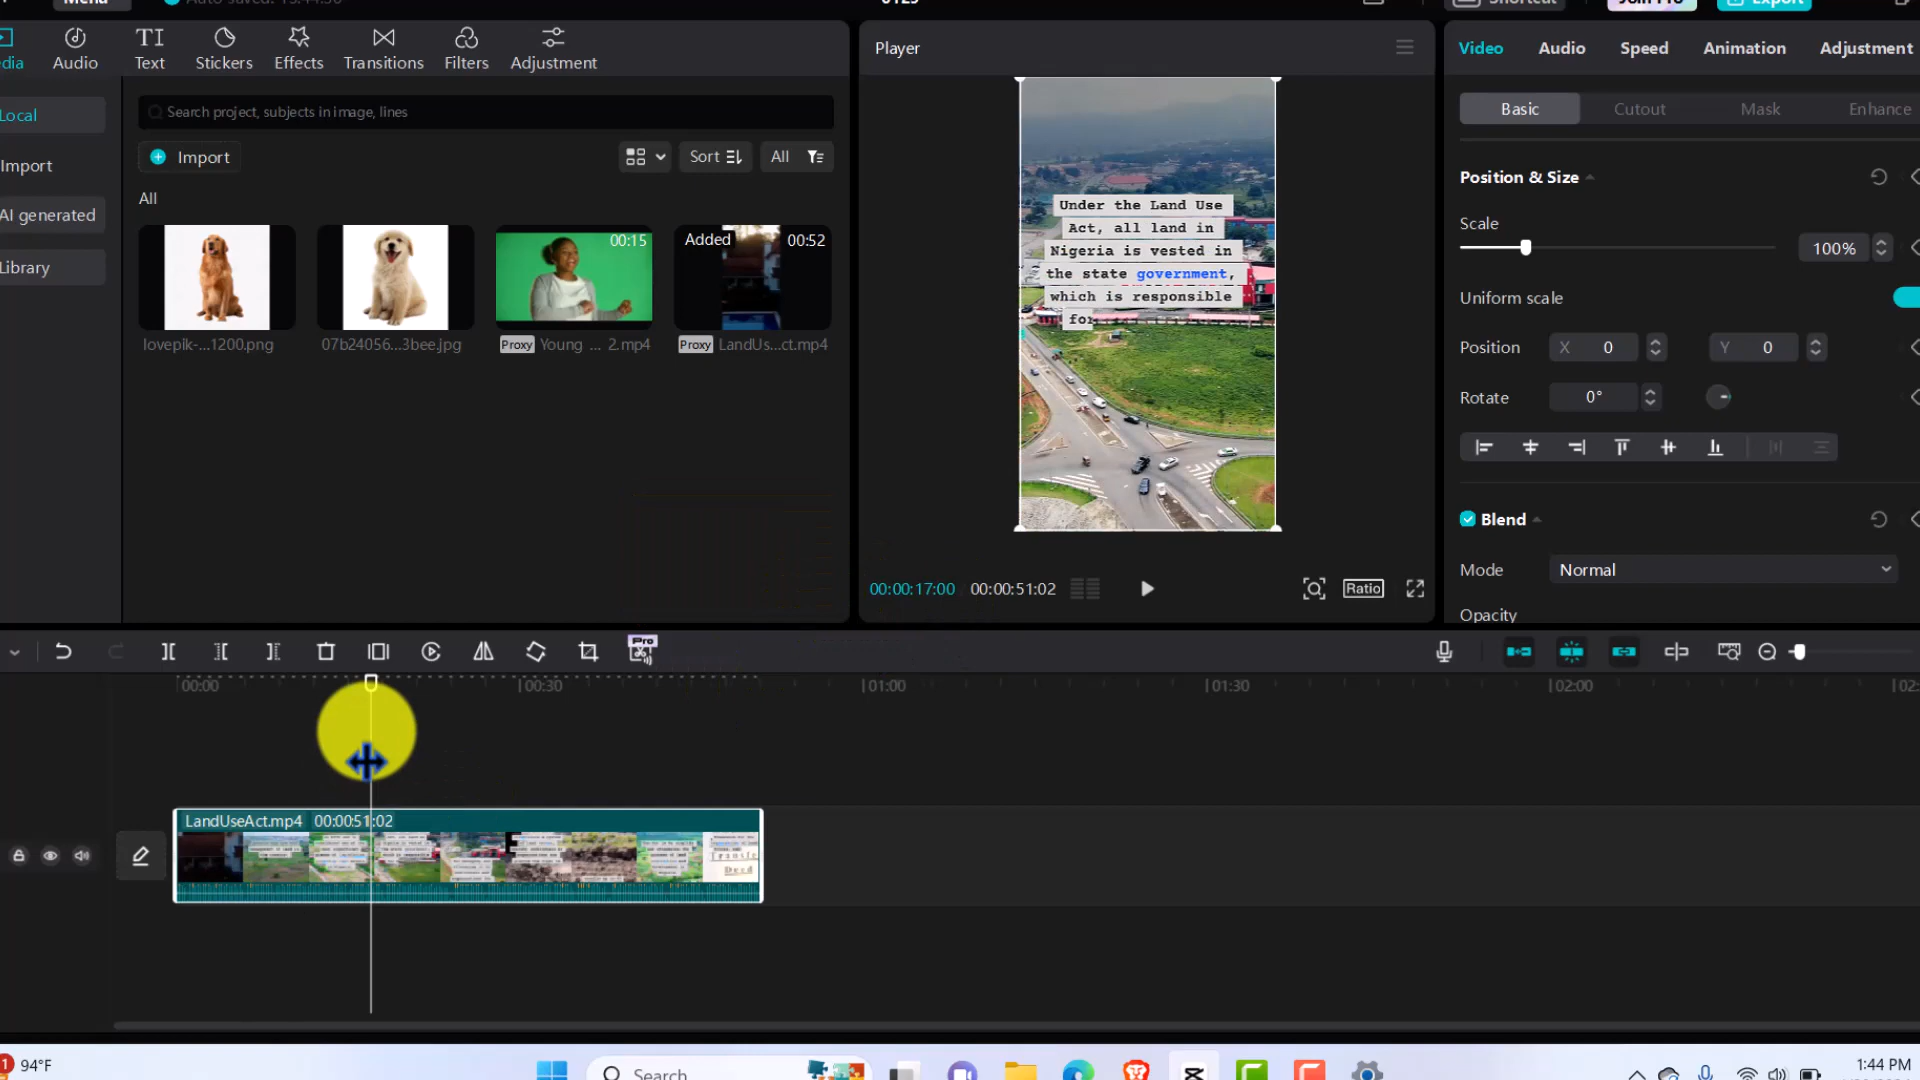 Menu
Auto saved: 13:44:30
0125
Shortcut
Join Pro
Export
dia
Audio
Text
Stickers
Effects
Transitions
Filters
Adjustment
Player
Video
Audio
Speed
Animation
Adjustment
Local
Search project, subjects in image, lines
Basic
Cutout
Mask
Enhance
Import
Import
Sort
All
AI generated
All
Library
lovepik-...1200.png
07b24056...3bee.jpg
00:15
Proxy Young ... 2.mp4
Added 00:52
Proxy LandUs...ct.mp4
Under the Land Use
Act, all land in
Nigeria is vested in
the state government,
which is responsible
for
Position & Size
Scale
100%
Uniform scale
Position X 0 Y 0
Rotate 0°
Blend
Mode Normal
Opacity
00:00:17:00 00:00:51:02
Ratio
Pro
00:00
00:30
01:00
01:30
02:00
02:
LandUseAct.mp4 00:00:51:02
Transfe
Deed
1
94°F
Search
1:44 PM